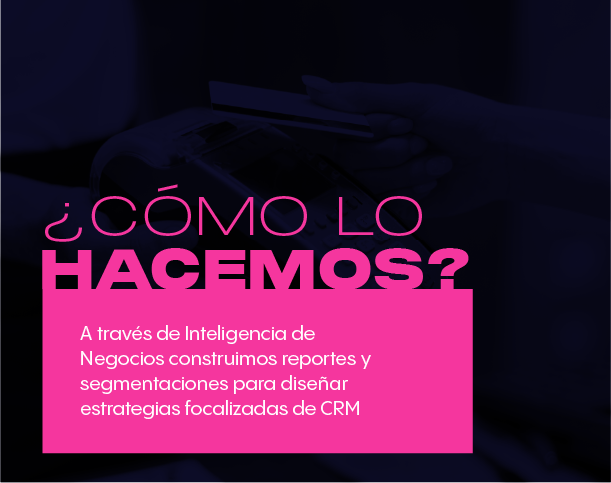 ¿CÓMO LO
HACEMOS?
A través de Inteligencia de
Negocios construimos reportes y
segmentaciones para diseñar
estrategias focalizadas de CRM